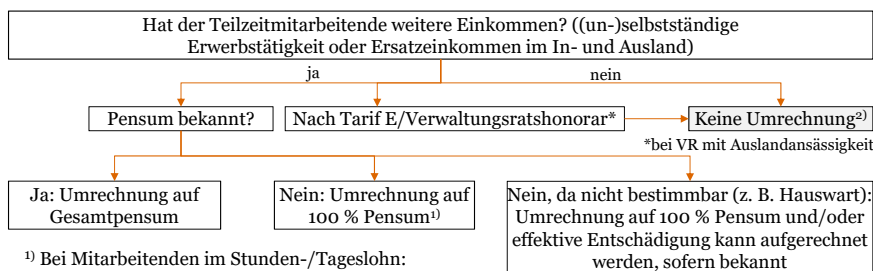 Hat der Teilzeitmitarbeitende weitere Einkommen? ((un-)selbstständige
Erwerbstätigkeit oder Ersatzeinkommen im In- und Ausland)
ja
nein
Pensum bekannt?
Nach Tarif E/Verwaltungsratshonorar*
Keine Umrechnung²⁾
*bei VR mit Auslandansässigkeit
Ja: Umrechnung auf
Gesamtpensum
Nein: Umrechnung auf
100 % Pensum¹⁾
Nein, da nicht bestimmbar (z. B. Hauswart):
Umrechnung auf 100 % Pensum und/oder
effektive Entschädigung kann aufgerechnet
werden, sofern bekannt
¹⁾ Bei Mitarbeitenden im Stunden-/Tageslohn: